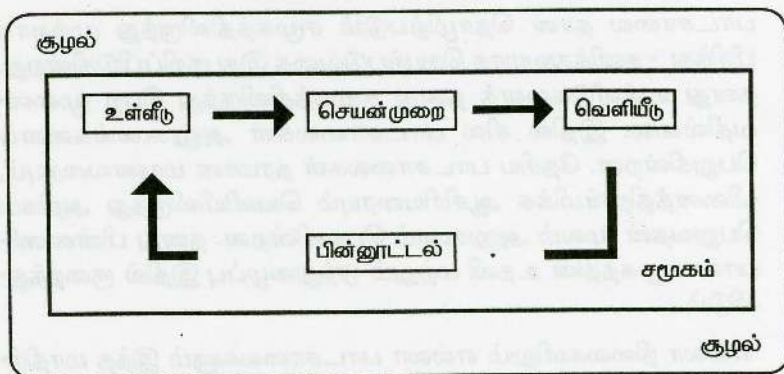 சூழல்
உள்ளீடு செயன்முறை வெளியீடு
பின்னூட்டல்
சமூகம்
சூழல்